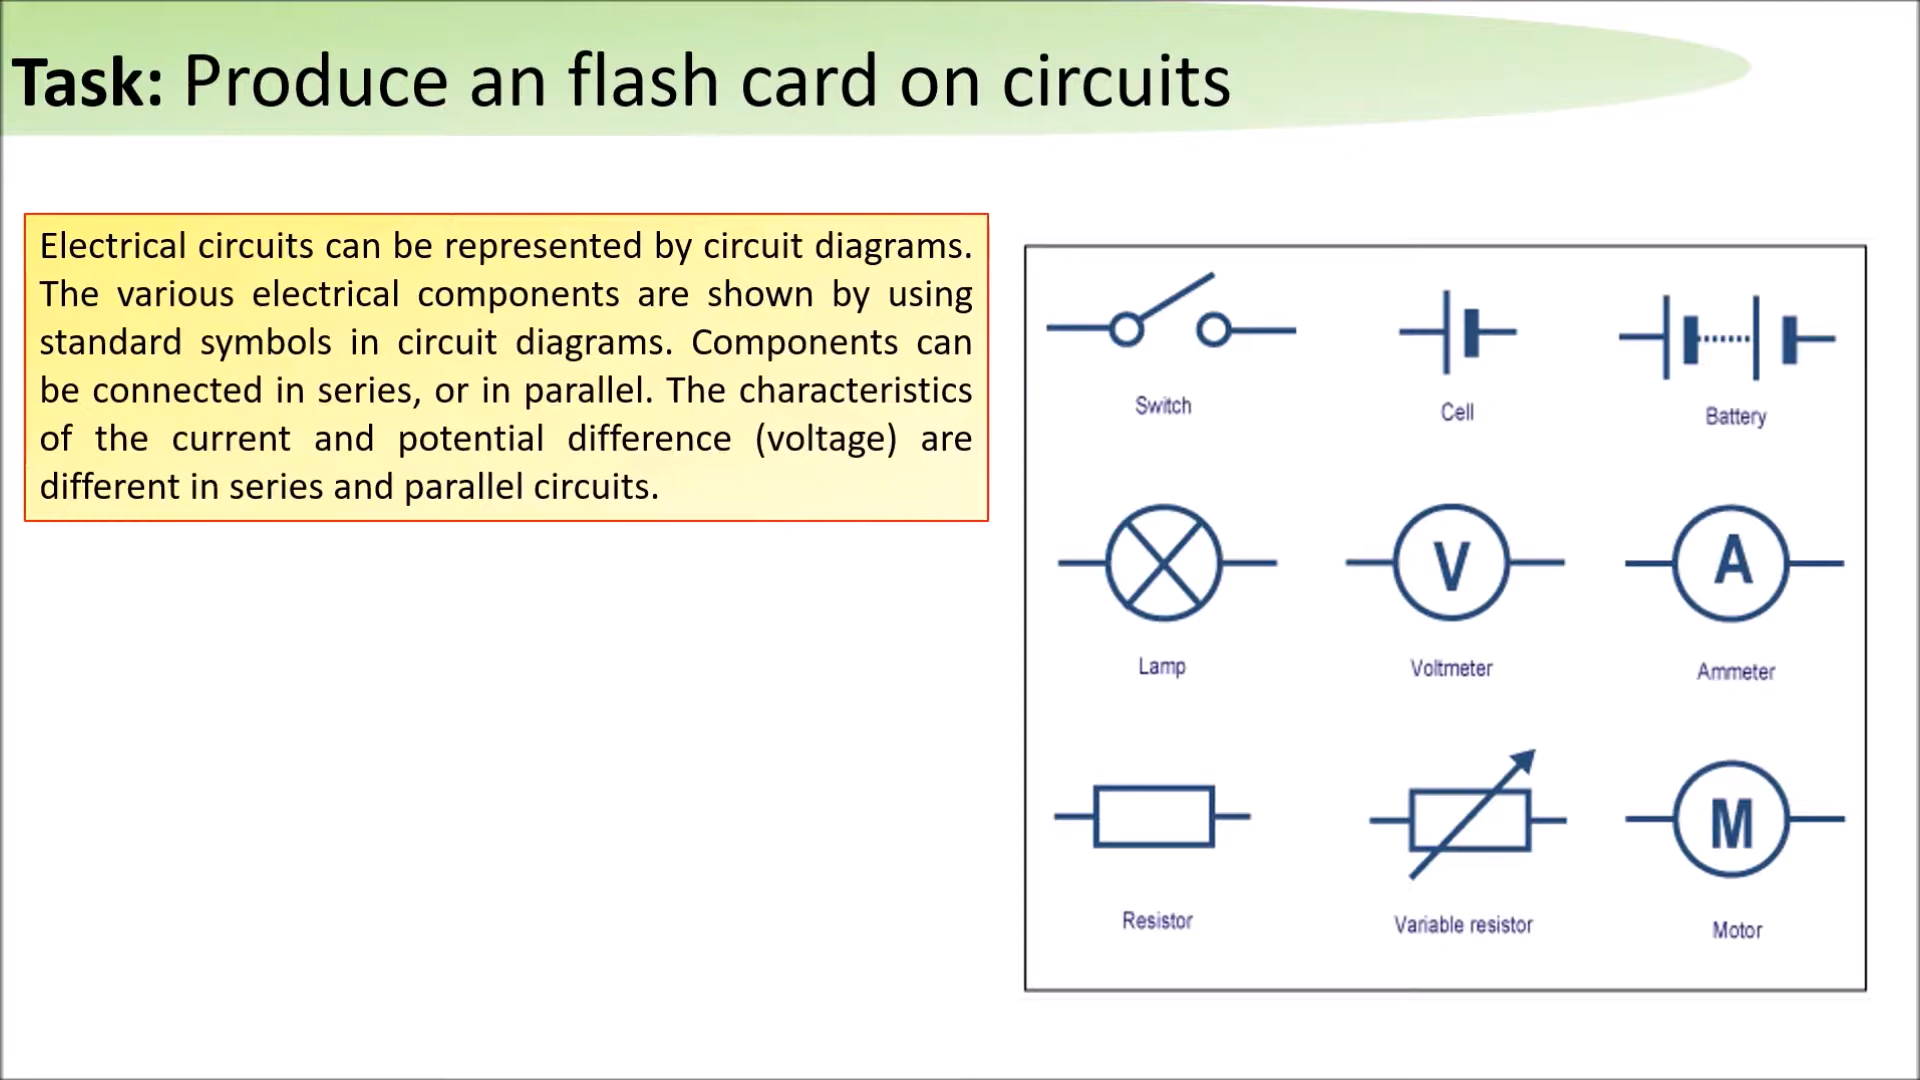 Task: Produce an flash card on circuits
Electrical circuits can be represented by circuit diagrams.
The various electrical components are shown by using
standard symbols in circuit diagrams. Components can
be connected in series, or in parallel. The characteristics
of the current and potential difference (voltage) are
different in series and parallel circuits.
Switch
Cell
Battery
V
A
Lamp
Voltmeter
Ammeter
M
Resistor
Variable resistor
Motor